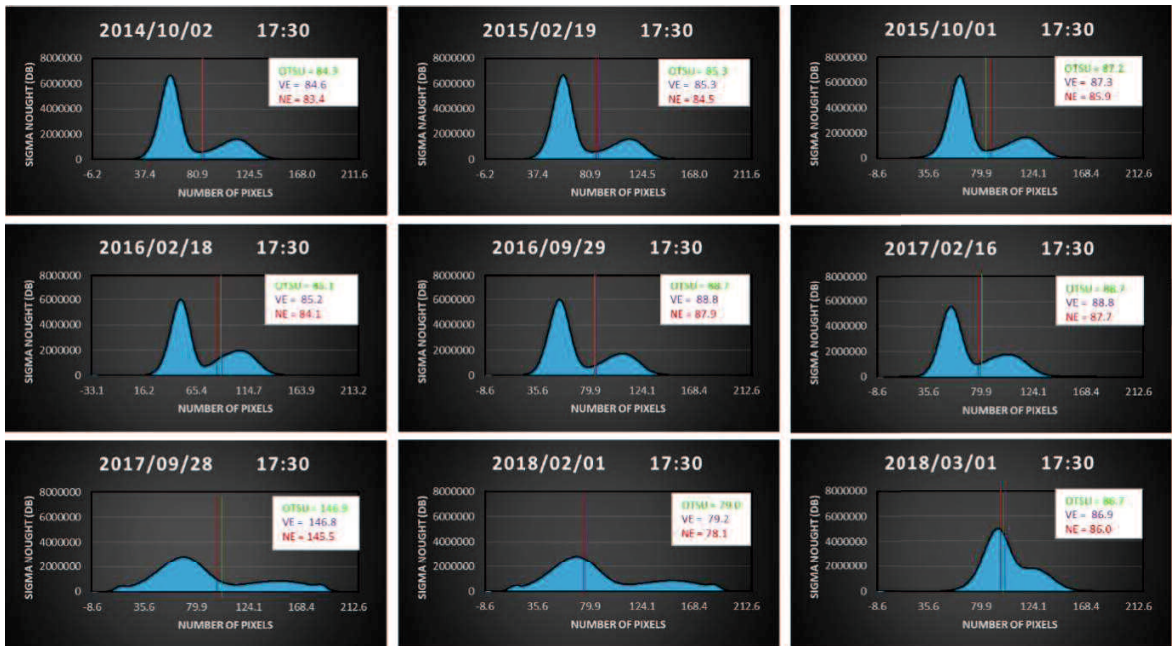 2014/10/02 17:30
SIGMA NOUGHT (DB)
8000000
6000000
4000000
2000000
0
OTSU = 84.3
VE = 84.6
NE = 83.4
-6.2 37.4 80.9 124.5 168.0 211.6
NUMBER OF PIXELS
2015/02/19 17:30
SIGMA NAUGHT (DB)
8000000
6000000
4000000
2000000
0
OTSU = 85.3
VE = 85.3
NE = 84.5
-6.2 37.4 80.9 124.5 168.0 211.6
NUMBER OF PIXELS
2015/10/01 17:30
SIGMA NOUGHT (DB)
8000000
6000000
4000000
2000000
0
OTSU = 87.2
VE = 87.3
NE = 85.9
-8.6 35.6 79.9 124.1 168.4 212.6
NUMBER OF PIXELS
2016/02/18 17:30
SIGMA NOUGHT (DB)
8000000
6000000
4000000
2000000
0
OTSU = 85.1
VE = 85.2
NE = 84.1
-33.1 16.2 65.4 114.7 163.9 213.2
NUMBER OF PIXELS
2016/09/29 17:30
SIGMA NOUGHT (DB)
8000000
6000000
4000000
2000000
0
OTSU = 88.7
VE = 88.8
NE = 87.9
-8.6 35.6 79.9 124.1 168.4 212.6
NUMBER OF PIXELS
2017/02/16 17:30
SIGMA NOUGHT (DB)
8000000
6000000
4000000
2000000
0
OTSU = 88.7
VE = 88.8
NE = 87.7
-8.6 35.6 79.9 124.1 168.4 212.6
NUMBER OF PIXELS
2017/09/28 17:30
SIGMA NOUGHT (DB)
8000000
6000000
4000000
2000000
0
OTSU = 146.9
VE = 146.8
NE = 145.5
-8.6 35.6 79.9 124.1 168.4 212.6
NUMBER OF PIXELS
2018/02/01 17:30
SIGMA NOUGHT (DB)
8000000
6000000
4000000
2000000
0
OTSU = 79.0
VE = 79.2
NE = 78.1
-8.6 35.6 79.9 124.1 168.4 212.6
NUMBER OF PIXELS
2018/03/01 17:30
SIGMA NOUGHT (DB)
8000000
6000000
4000000
2000000
0
OTSU = 86.7
VE = 86.9
NE = 86.0
-8.6 35.6 79.9 124.1 168.4 212.6
NUMBER OF PIXELS